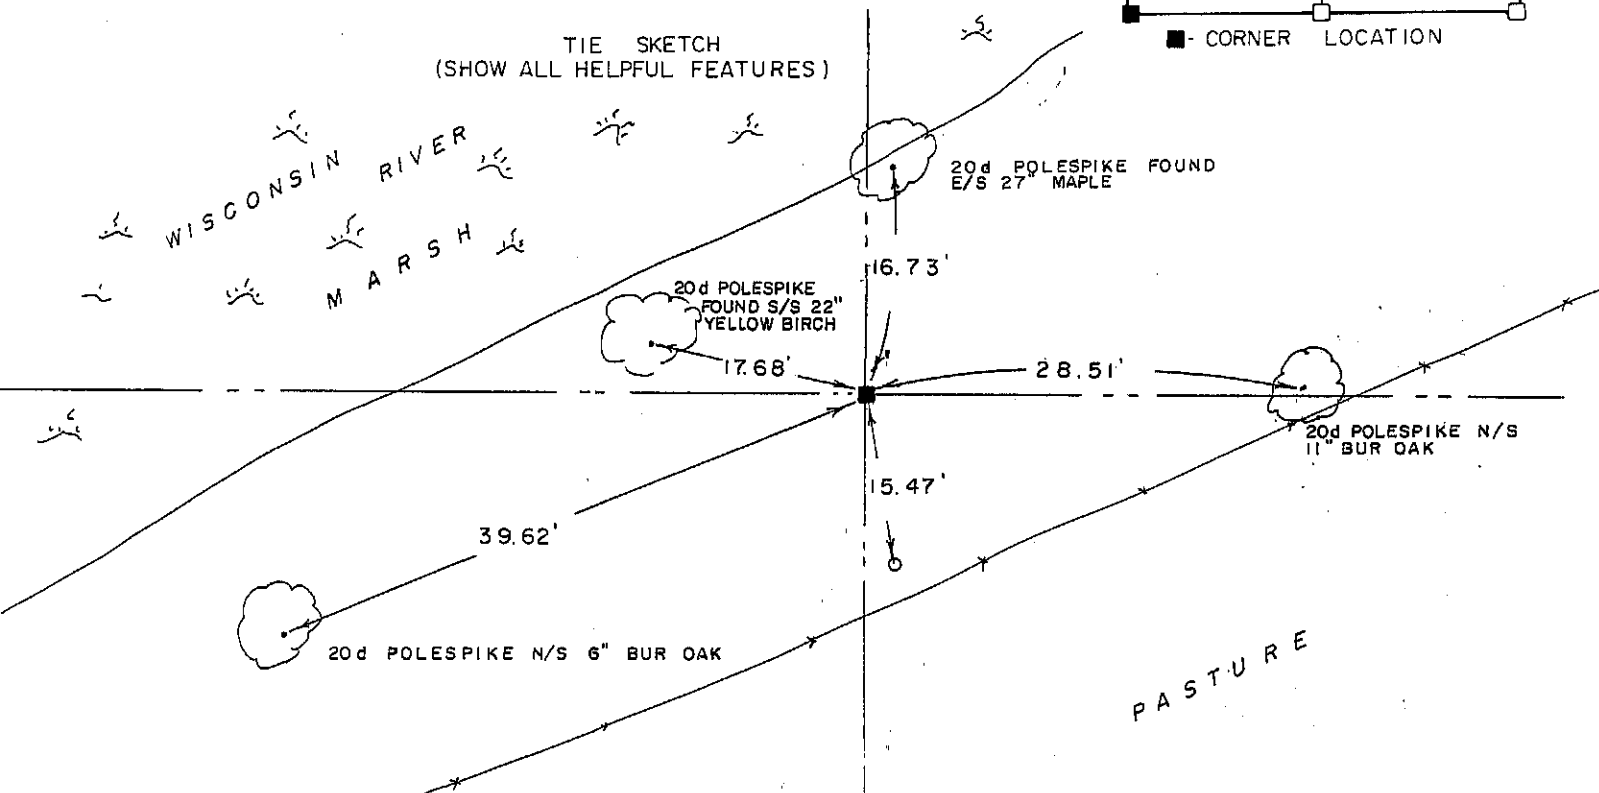 ■- CORNER LOCATION
TIE SKETCH
(SHOW ALL HELPFUL FEATURES)
WISCONSIN RIVER
MARSH
20d POLESPIKE FOUND
E/S 27" MAPLE
16.73'
20d POLESPIKE
FOUND S/S 22"
YELLOW BIRCH
17.68'
28.51'
20d POLESPIKE N/S
11" BUR OAK
15.47'
39.62'
20d POLESPIKE N/S 6" BUR OAK
PASTURE